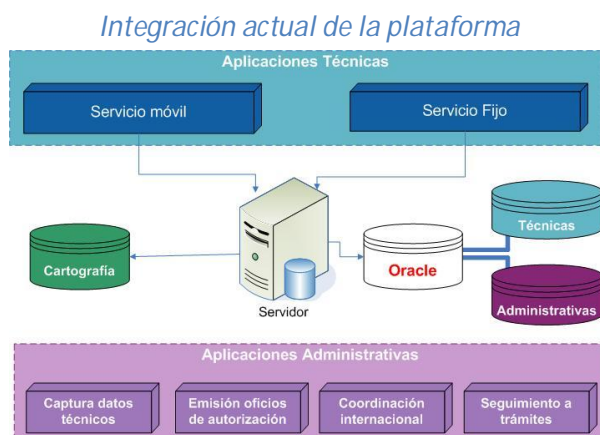 Integración actual de la plataforma
Aplicaciones Técnicas
Servicio móvil
Servicio Fijo
Técnicas
Cartografía
Oracle
Servidor
Administrativas
Aplicaciones Administrativas
Captura datos
técnicos
Emisión oficios
de autorización
Coordinación
internacional
Seguimiento a
trámites